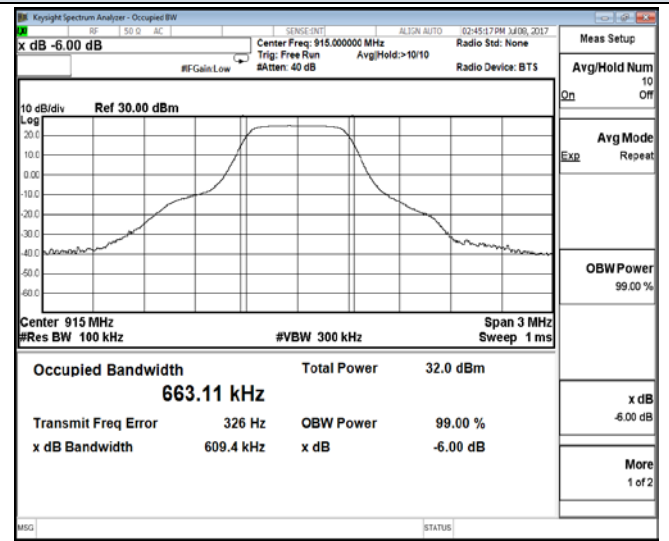 Keysight Spectrum Analyzer - Occupied BW
RF 50 Ω AC SENSE:INT ALIGN AUTO 02:45:17 PM Jul 08, 2017
x dB -6.00 dB
Center Freq: 915.000000 MHz
Radio Std: None
Trig: Free Run Avg|Hold:>10/10
#IFGain:Low #Atten: 40 dB Radio Device: BTS
10 dB/div Ref 30.00 dBm
Log
20.0
10.0
0.00
-10.0
-20.0
-30.0
-40.0
-50.0
-60.0
Center 915 MHz Span 3 MHz
#Res BW 100 kHz #VBW 300 kHz Sweep 1 ms
Occupied Bandwidth Total Power 32.0 dBm
663.11 kHz
Transmit Freq Error 326 Hz OBW Power 99.00 %
x dB Bandwidth 609.4 kHz x dB -6.00 dB
MSG STATUS
Meas Setup
Avg/Hold Num
10
On Off
Avg Mode
Exp Repeat
OBW Power
99.00 %
x dB
-6.00 dB
More
1 of 2